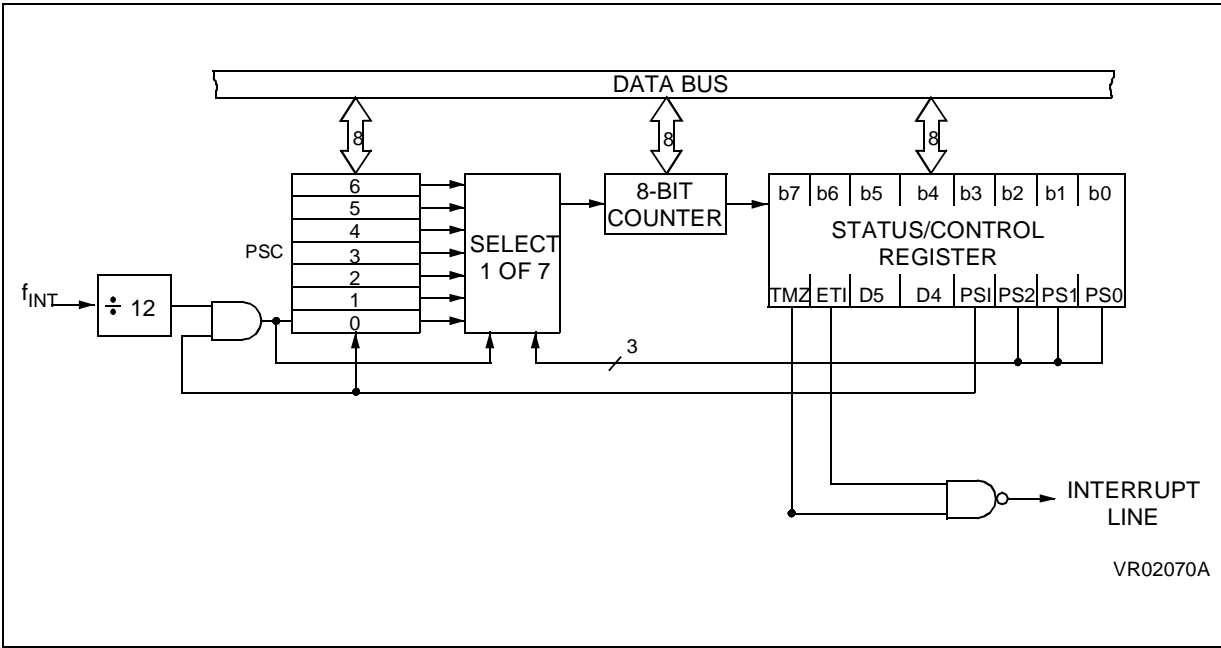 DATA BUS
8
8
8
6
5
4
3
2
1
0
PSC
SELECT
1 OF 7
8-BIT
COUNTER
b7 b6 b5 b4 b3 b2 b1 b0
STATUS/CONTROL
REGISTER
TMZ ETI D5 D4 PSI PS2 PS1 PS0
fINT
÷ 12
3
INTERRUPT
LINE
VR02070A